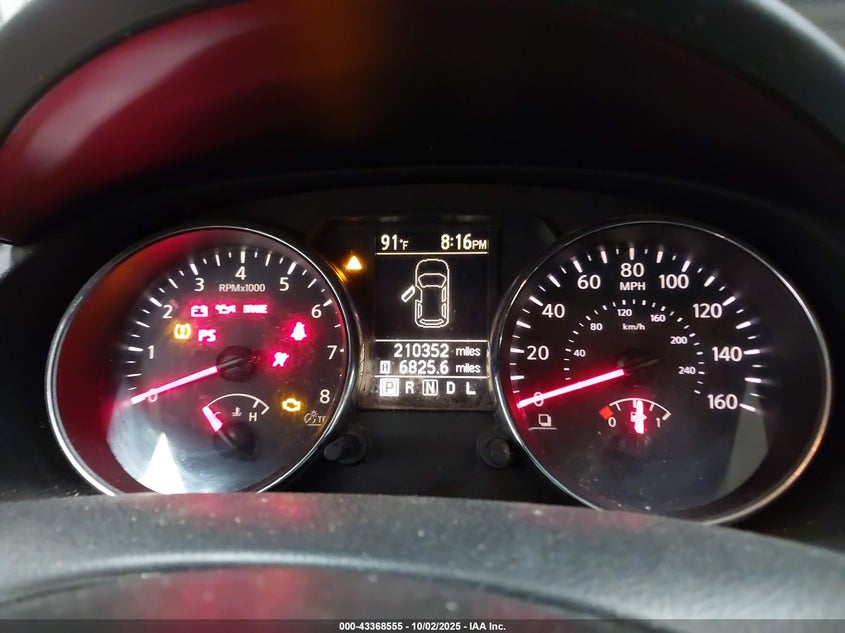 91°F 8:16PM
210352 miles
D 6825.6 miles
P R N D L
0 1 2 3 4 5 6 7 8
RPMx1000
BRAKE
PS
C H
0 20 40 60 80 100 120 140 160
MPH
40 80 120 160 200 240
km/h
0 1
000-43368555 - 10/02/2025 - IAA Inc.